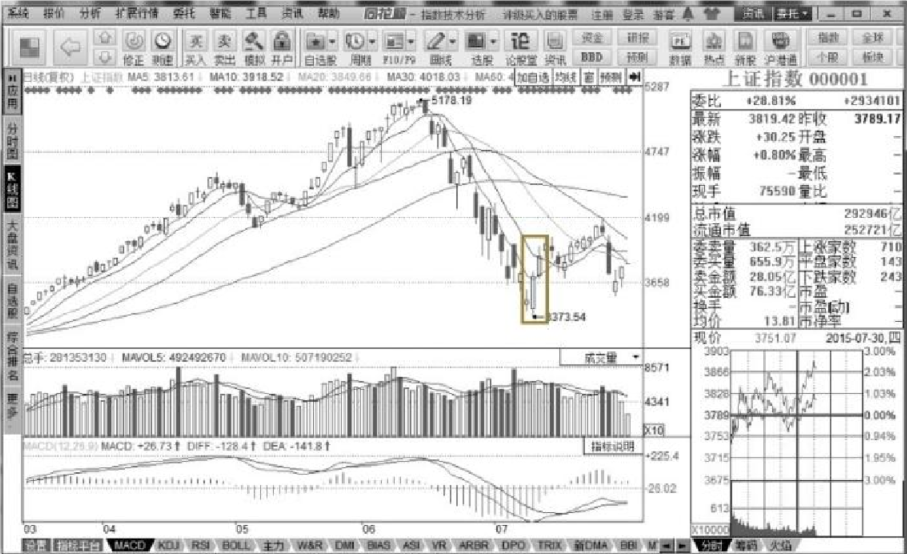 系统 报价 分析 扩展行情 委托 智能 工具 资讯 帮助 同花顺 - 指数技术分析 评级买入的股票 注册 登录 游客 资讯 委托
修正 测速 买入 卖出 模拟 开户 自选股 周期 F10/F9 画线 选股 论股堂 资讯 资金 研报 BBD 预测 数据 热点 新股 沪港通 指数 全球 个股 板块
日线(复权) 上证指数 MA5: 3813.61↓ MA10: 3918.52↓ MA20: 3849.66↓ MA30: 4018.03↓ MA60: 加自选 均线 窗 预测
应用
分时图
K线图
大盘资讯
自选股
综合排名
更多
5287
5178.19
4747
4199
3658
3373.54
总手: 281353130↓ MAVOL5: 492492670↓ MAVOL10: 507190252↓ 成交量
8571
4341
X10
MACD(12,26,9) MACD: +26.73↑ DIFF: -128.4↑ DEA: -141.8↑ 指标说明
+225.4
-26.02
03 04 05 06 07
设置 指标平台 MACD KDJ RSI BOLL 主力 W&R DMI BIAS ASI VR ARBR DPO TRIX 新DMA BBI
上证指数 000001
委比 +28.81% +2934101
最新 3819.42 昨收 3789.17
涨跌 +30.25 开盘 –
涨幅 +0.80% 最高 –
振幅 – 最低 –
现手 75590 量比 –
总市值 292946亿
流通市值 252721亿
委卖量 362.5万 上涨家数 710
委买量 655.9万 平盘家数 143
卖金额 28.05亿 下跌家数 243
买金额 76.33亿 市盈 –
换手 – 市盈[动] –
均价 13.81 市净率 –
现价 3751.07 2015-07-30,四
3903 3.00%
3866 2.03%
3828 1.03%
3789 0.00%
3753 0.94%
3715 1.95%
3675 3.00%
612
X10000
分时 筹码 火焰